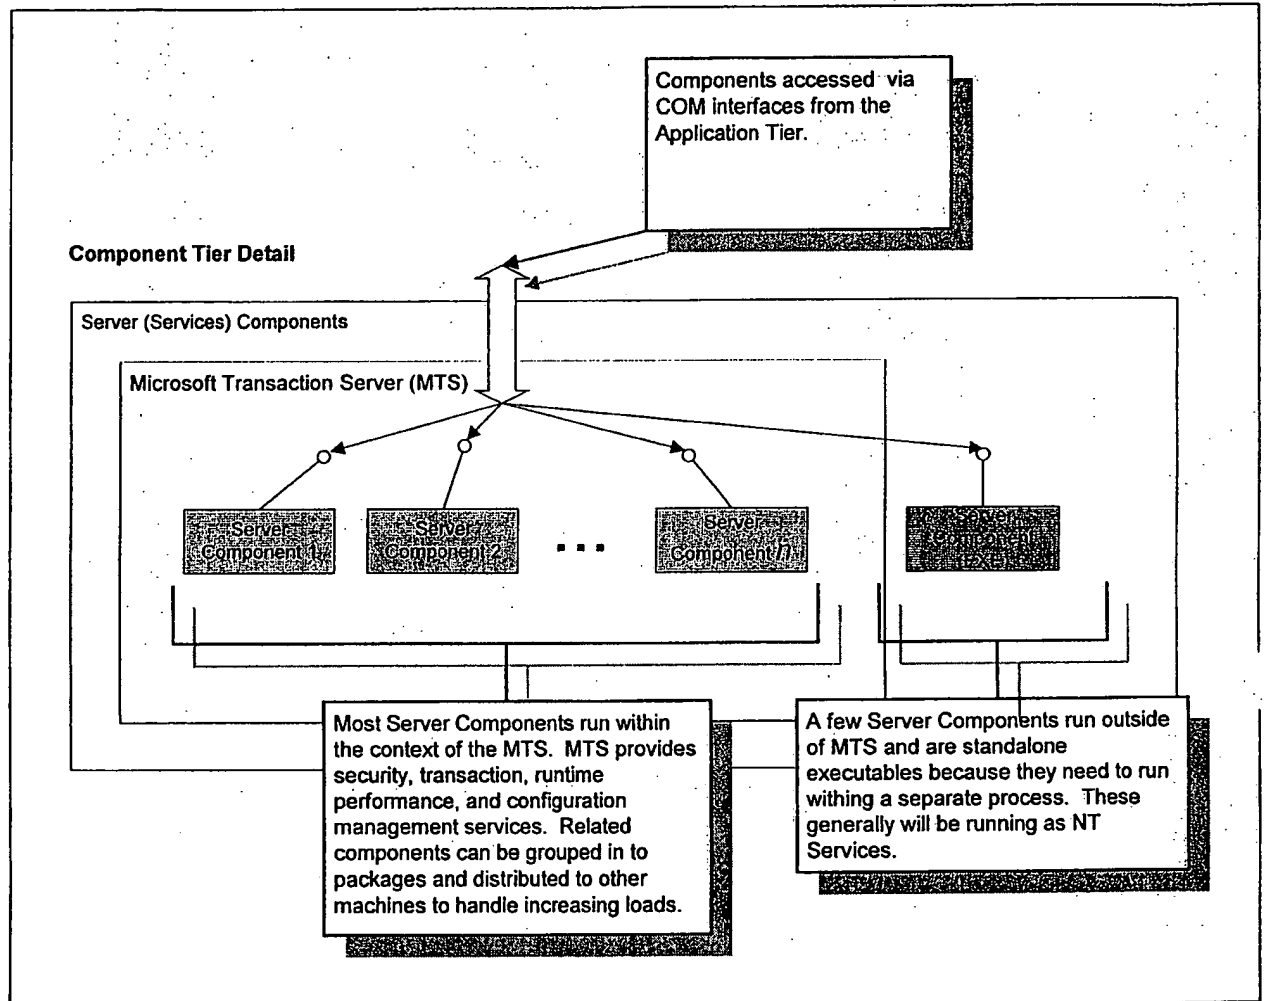 Components accessed via
COM interfaces from the
Application Tier.
Component Tier Detail
Server (Services) Components
Microsoft Transaction Server (MTS)
Server
Component 1
Server
Component 2
...
Server
Component n
Server
Component
Most Server Components run within
the context of the MTS. MTS provides
security, transaction, runtime
performance, and configuration
management services. Related
components can be grouped in to
packages and distributed to other
machines to handle increasing loads.
A few Server Components run outside
of MTS and are standalone
executables because they need to run
withing a separate process. These
generally will be running as NT
Services.